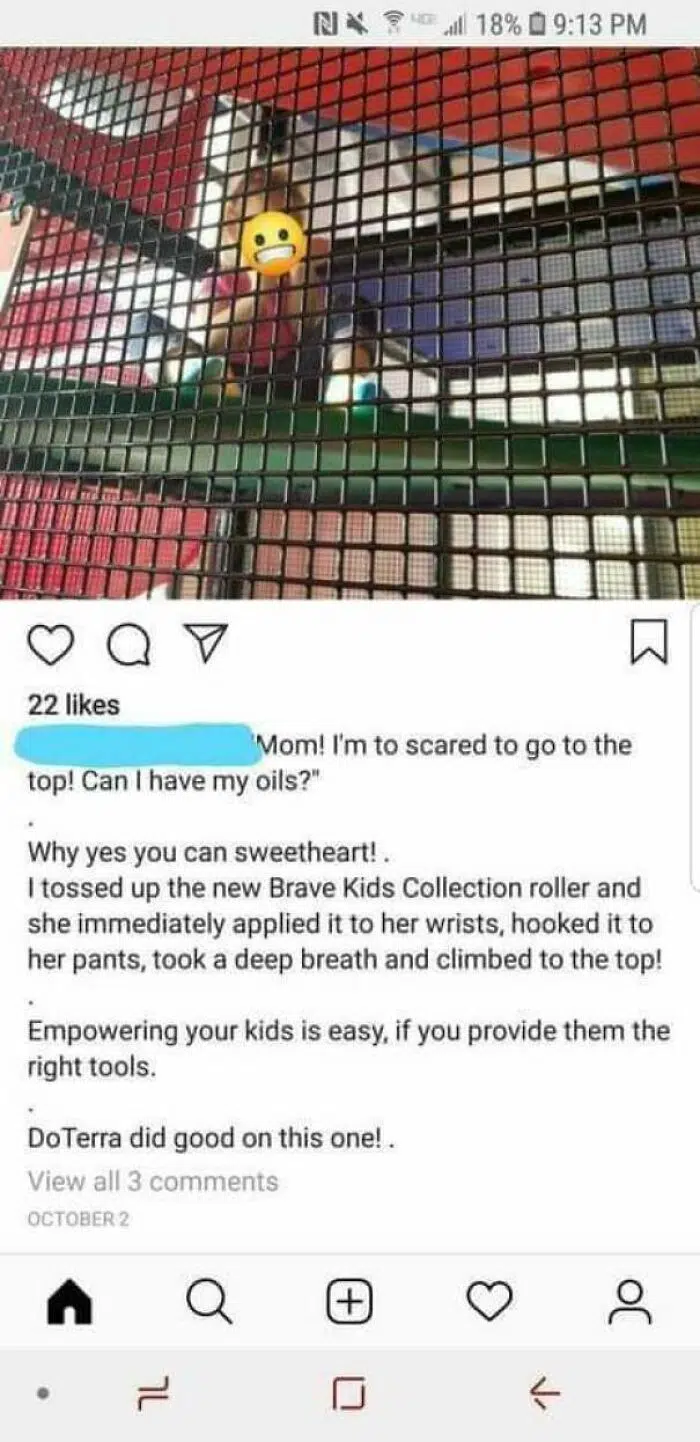 18% 9:13 PM
22 likes
"Mom! I'm to scared to go to the
top! Can I have my oils?"
.
Why yes you can sweetheart! .
I tossed up the new Brave Kids Collection roller and
she immediately applied it to her wrists, hooked it to
her pants, took a deep breath and climbed to the top!
.
Empowering your kids is easy, if you provide them the
right tools.
.
DoTerra did good on this one! .
View all 3 comments
OCTOBER 2